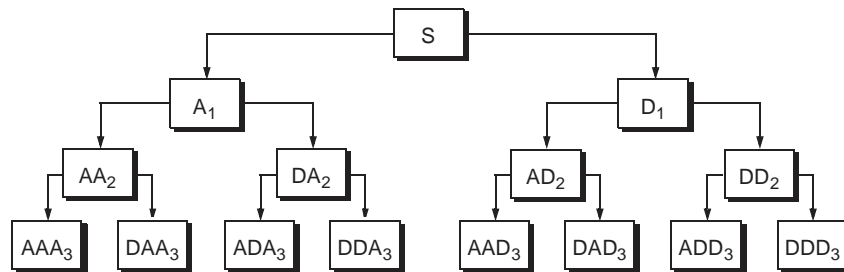 S
A₁ D₁
AA₂ DA₂ AD₂ DD₂
AAA₃ DAA₃ ADA₃ DDA₃ AAD₃ DAD₃ ADD₃ DDD₃